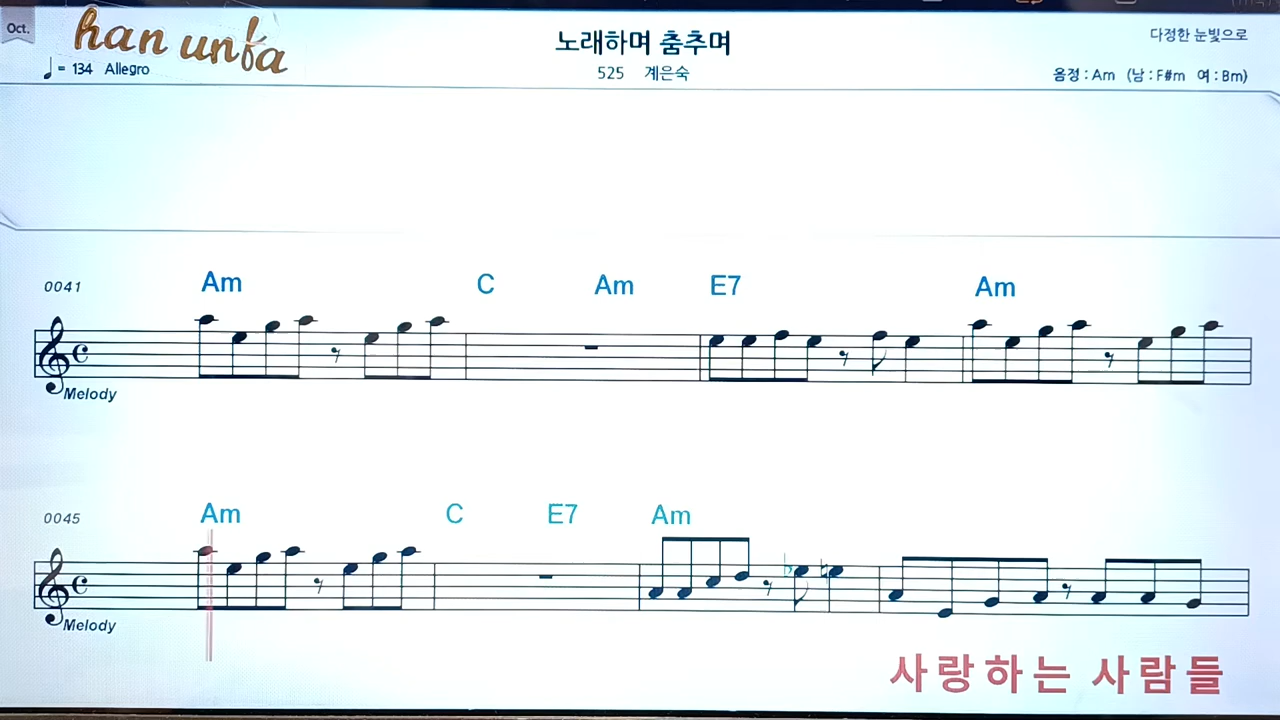 Oct.
han un!fa
노래하며 춤추며
다정한 눈빛으로
♩= 134 Allegro
525 계은숙
음정 : Am (남 : F#m 여 : Bm)
0041
Am C Am E7 Am
Melody
0045
Am C E7 Am
Melody
사랑하는 사람들